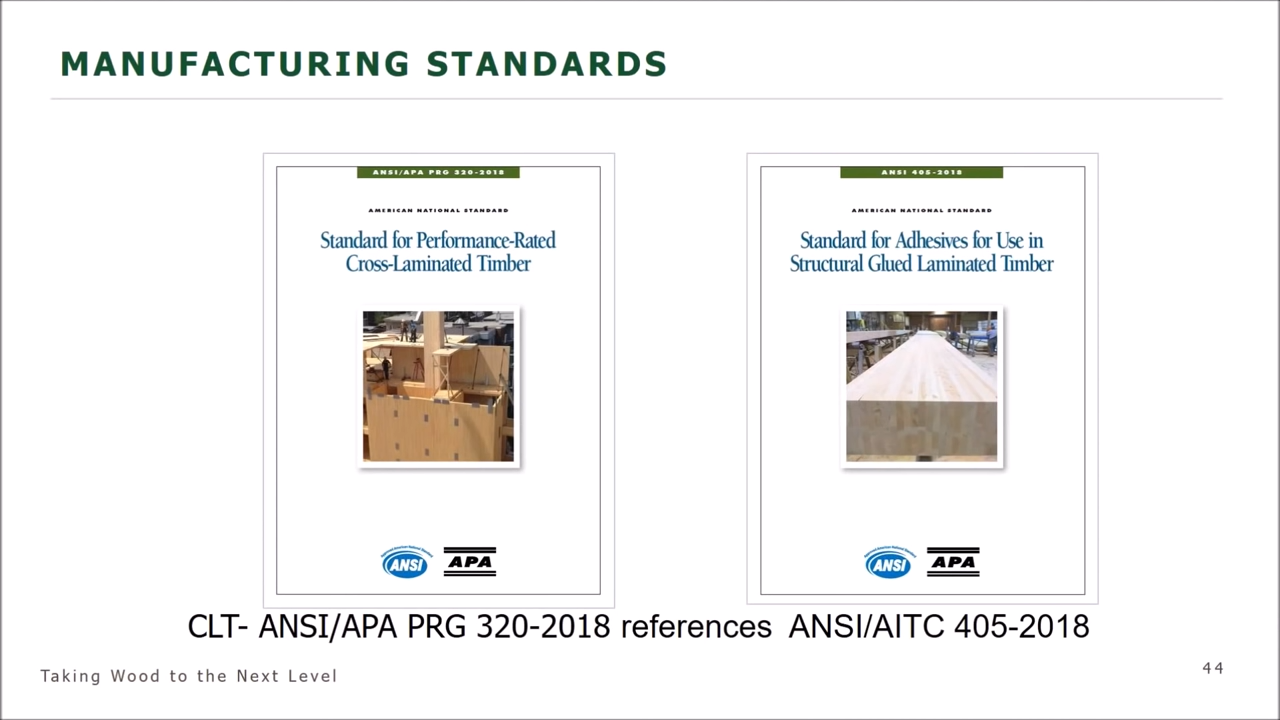 MANUFACTURING STANDARDS
ANSI/APA PRG 320-2018
AMERICAN NATIONAL STANDARD
Standard for Performance-Rated
Cross-Laminated Timber
ANSI
APA
ANSI 405-2018
AMERICAN NATIONAL STANDARD
Standard for Adhesives for Use in
Structural Glued Laminated Timber
ANSI
APA
CLT- ANSI/APA PRG 320-2018 references ANSI/AITC 405-2018
Taking Wood to the Next Level
44